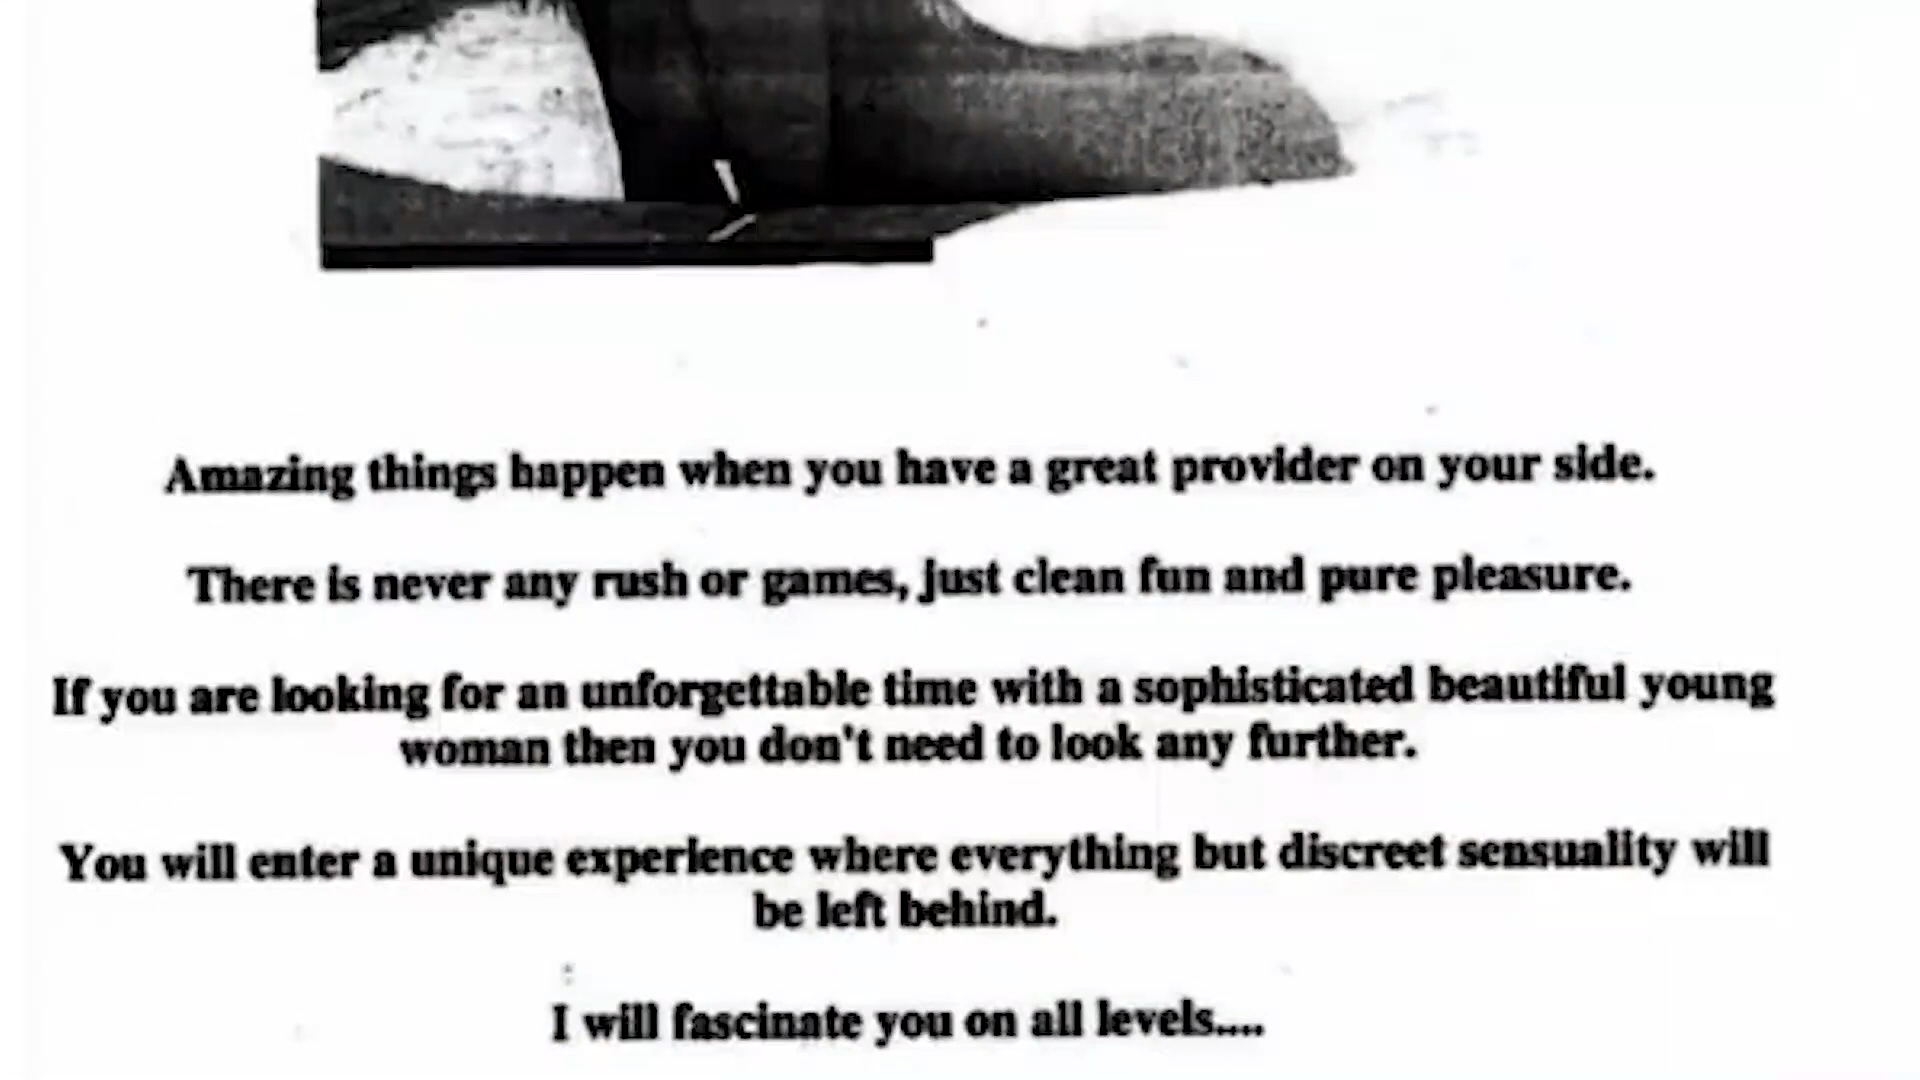 Amazing things happen when you have a great provider on your side.
There is never any rush or games, just clean fun and pure pleasure.
If you are looking for an unforgettable time with a sophisticated beautiful young
woman then you don't need to look any further.
You will enter a unique experience where everything but discreet sensuality will
be left behind.
I will fascinate you on all levels....